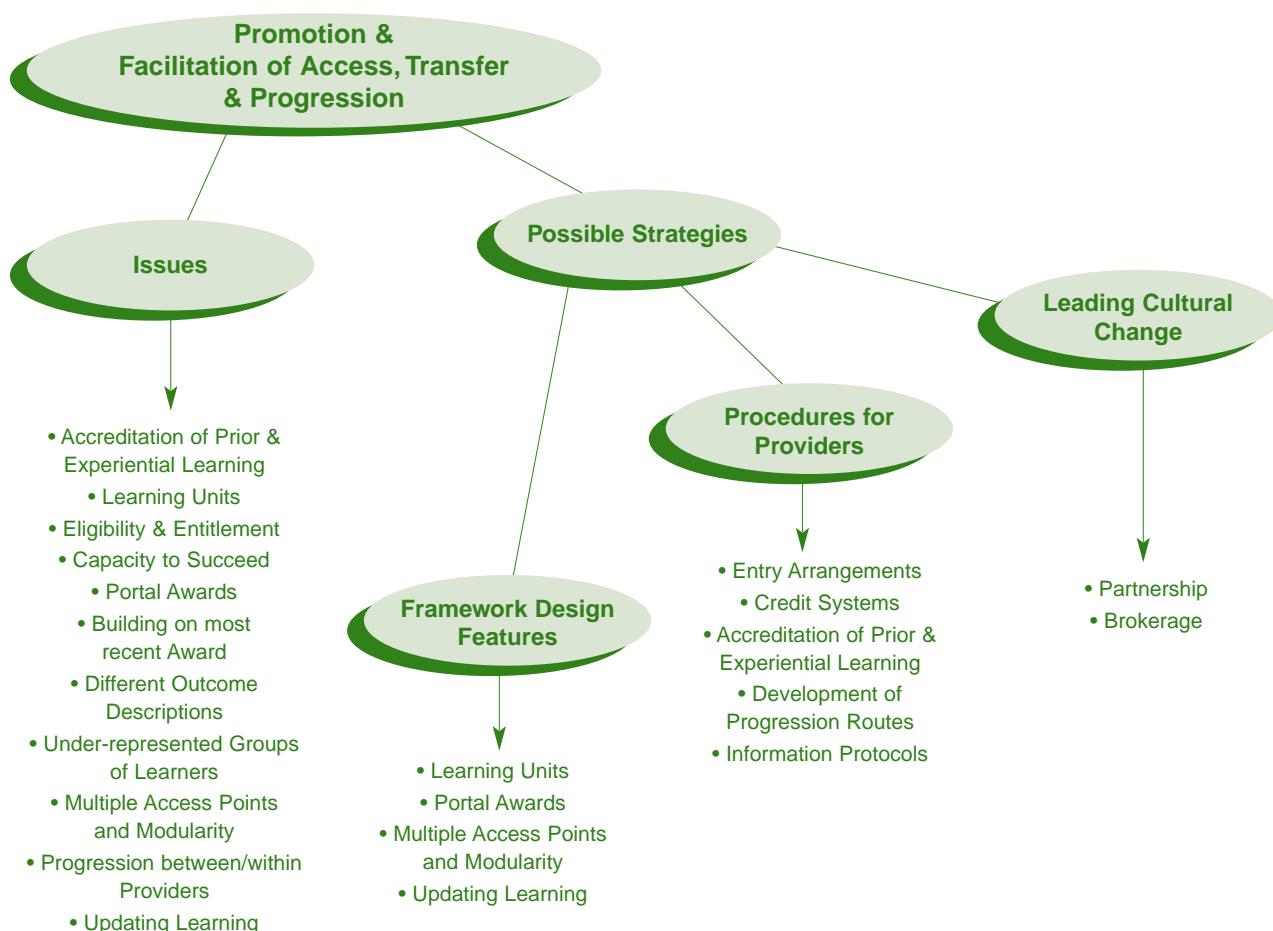 Promotion &
Facilitation of Access, Transfer
& Progression
Issues
• Accreditation of Prior &
Experiential Learning
• Learning Units
• Eligibility & Entitlement
• Capacity to Succeed
• Portal Awards
• Building on most
recent Award
• Different Outcome
Descriptions
• Under-represented Groups
of Learners
• Multiple Access Points
and Modularity
• Progression between/within
Providers
• Updating Learning
Possible Strategies
Framework Design
Features
• Learning Units
• Portal Awards
• Multiple Access Points
and Modularity
• Updating Learning
Procedures for
Providers
• Entry Arrangements
• Credit Systems
• Accreditation of Prior &
Experiential Learning
• Development of
Progression Routes
• Information Protocols
Leading Cultural
Change
• Partnership
• Brokerage